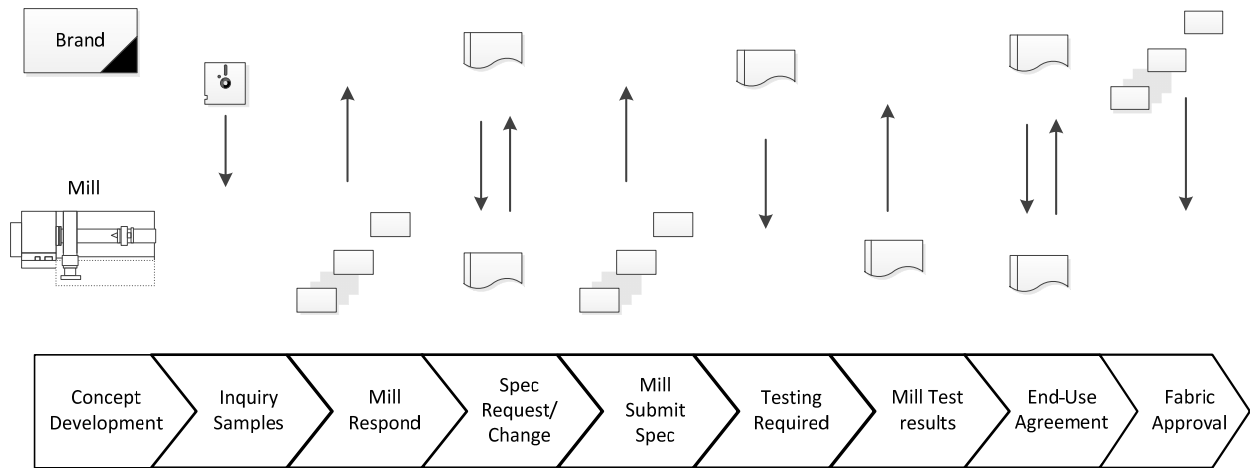 Brand
Mill
Concept
Development
Inquiry
Samples
Mill
Respond
Spec
Request/
Change
Mill
Submit
Spec
Testing
Required
Mill Test
results
End-Use
Agreement
Fabric
Approval